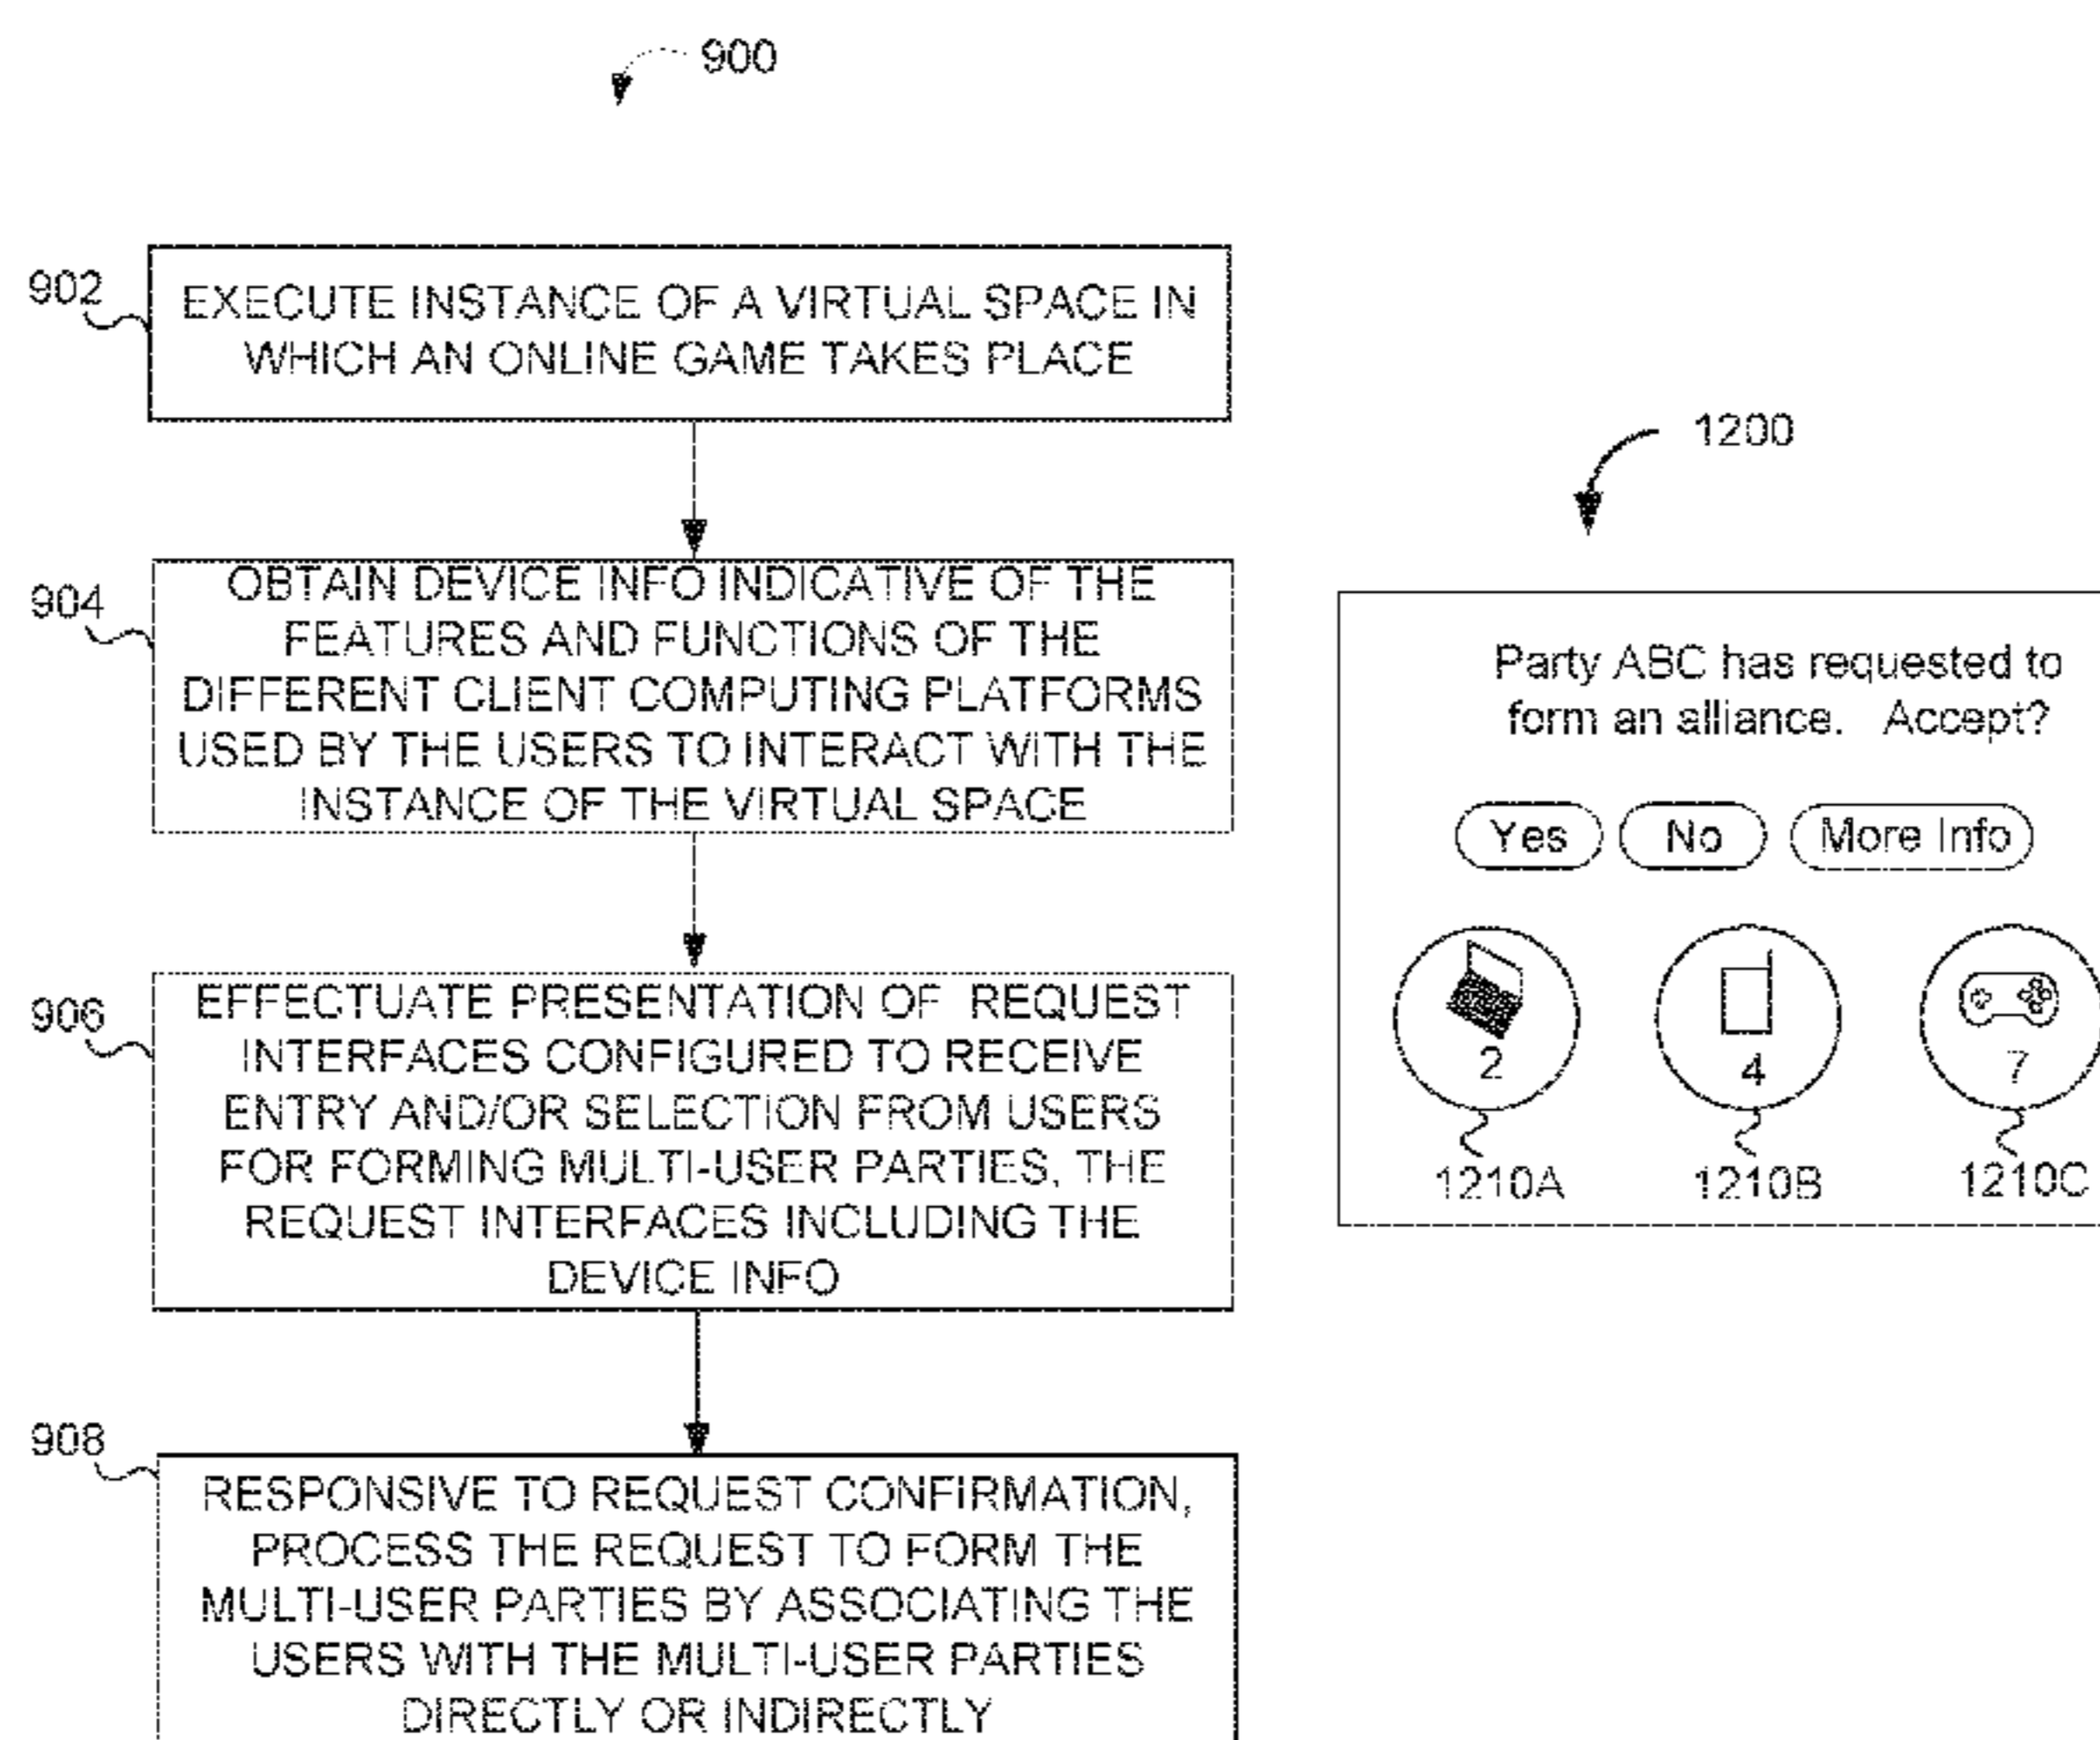 900
902
EXECUTE INSTANCE OF A VIRTUAL SPACE IN
WHICH AN ONLINE GAME TAKES PLACE
904
OBTAIN DEVICE INFO INDICATIVE OF THE
FEATURES AND FUNCTIONS OF THE
DIFFERENT CLIENT COMPUTING PLATFORMS
USED BY THE USERS TO INTERACT WITH THE
INSTANCE OF THE VIRTUAL SPACE
906
EFFECTUATE PRESENTATION OF REQUEST
INTERFACES CONFIGURED TO RECEIVE
ENTRY AND/OR SELECTION FROM USERS
FOR FORMING MULTI-USER PARTIES, THE
REQUEST INTERFACES INCLUDING THE
DEVICE INFO
908
RESPONSIVE TO REQUEST CONFIRMATION,
PROCESS THE REQUEST TO FORM THE
MULTI-USER PARTIES BY ASSOCIATING THE
USERS WITH THE MULTI-USER PARTIES
DIRECTLY OR INDIRECTLY
1200
Party ABC has requested to
form an alliance. Accept?
Yes No More Info
2 4 7
1210A 1210B 1210C